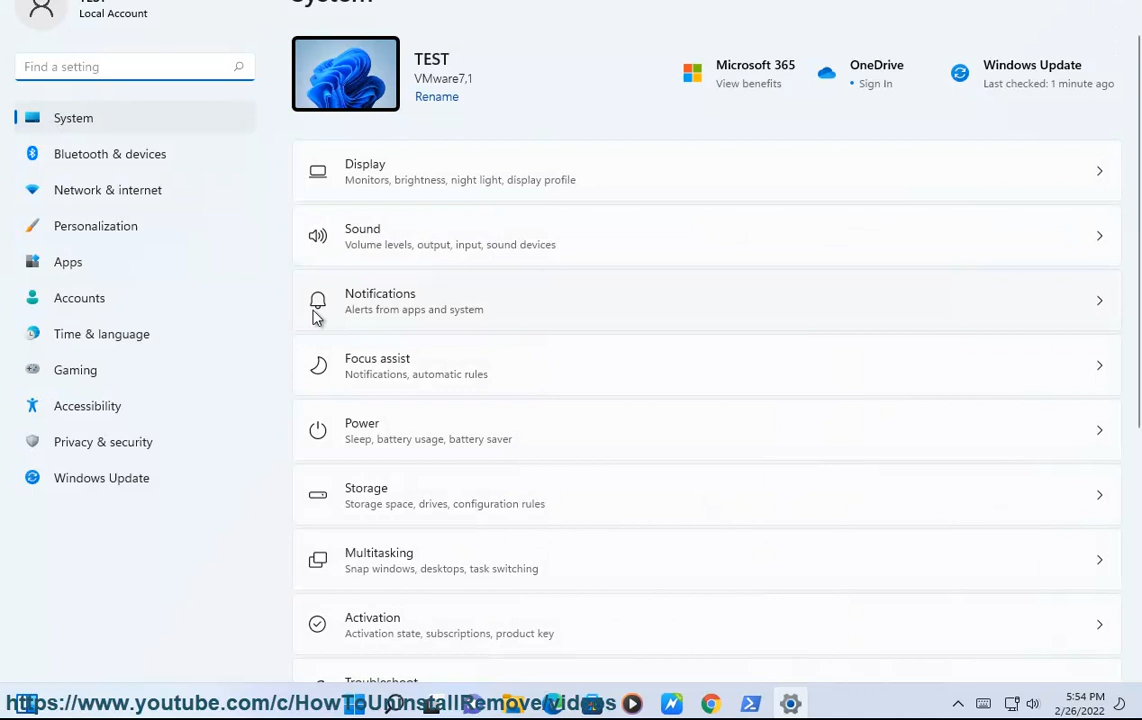 TEST
Local Account
System
Find a setting
System
Bluetooth & devices
Network & internet
Personalization
Apps
Accounts
Time & language
Gaming
Accessibility
Privacy & security
Windows Update
TEST
VMware7,1
Rename
Microsoft 365
View benefits
OneDrive
• Sign In
Windows Update
Last checked: 1 minute ago
Display
Monitors, brightness, night light, display profile
Sound
Volume levels, output, input, sound devices
Notifications
Alerts from apps and system
Focus assist
Notifications, automatic rules
Power
Sleep, battery usage, battery saver
Storage
Storage space, drives, configuration rules
Multitasking
Snap windows, desktops, task switching
Activation
Activation state, subscriptions, product key
Troubleshoot
https://www.youtube.com/c/HowToUninstallRemove/videos
5:54 PM
2/26/2022